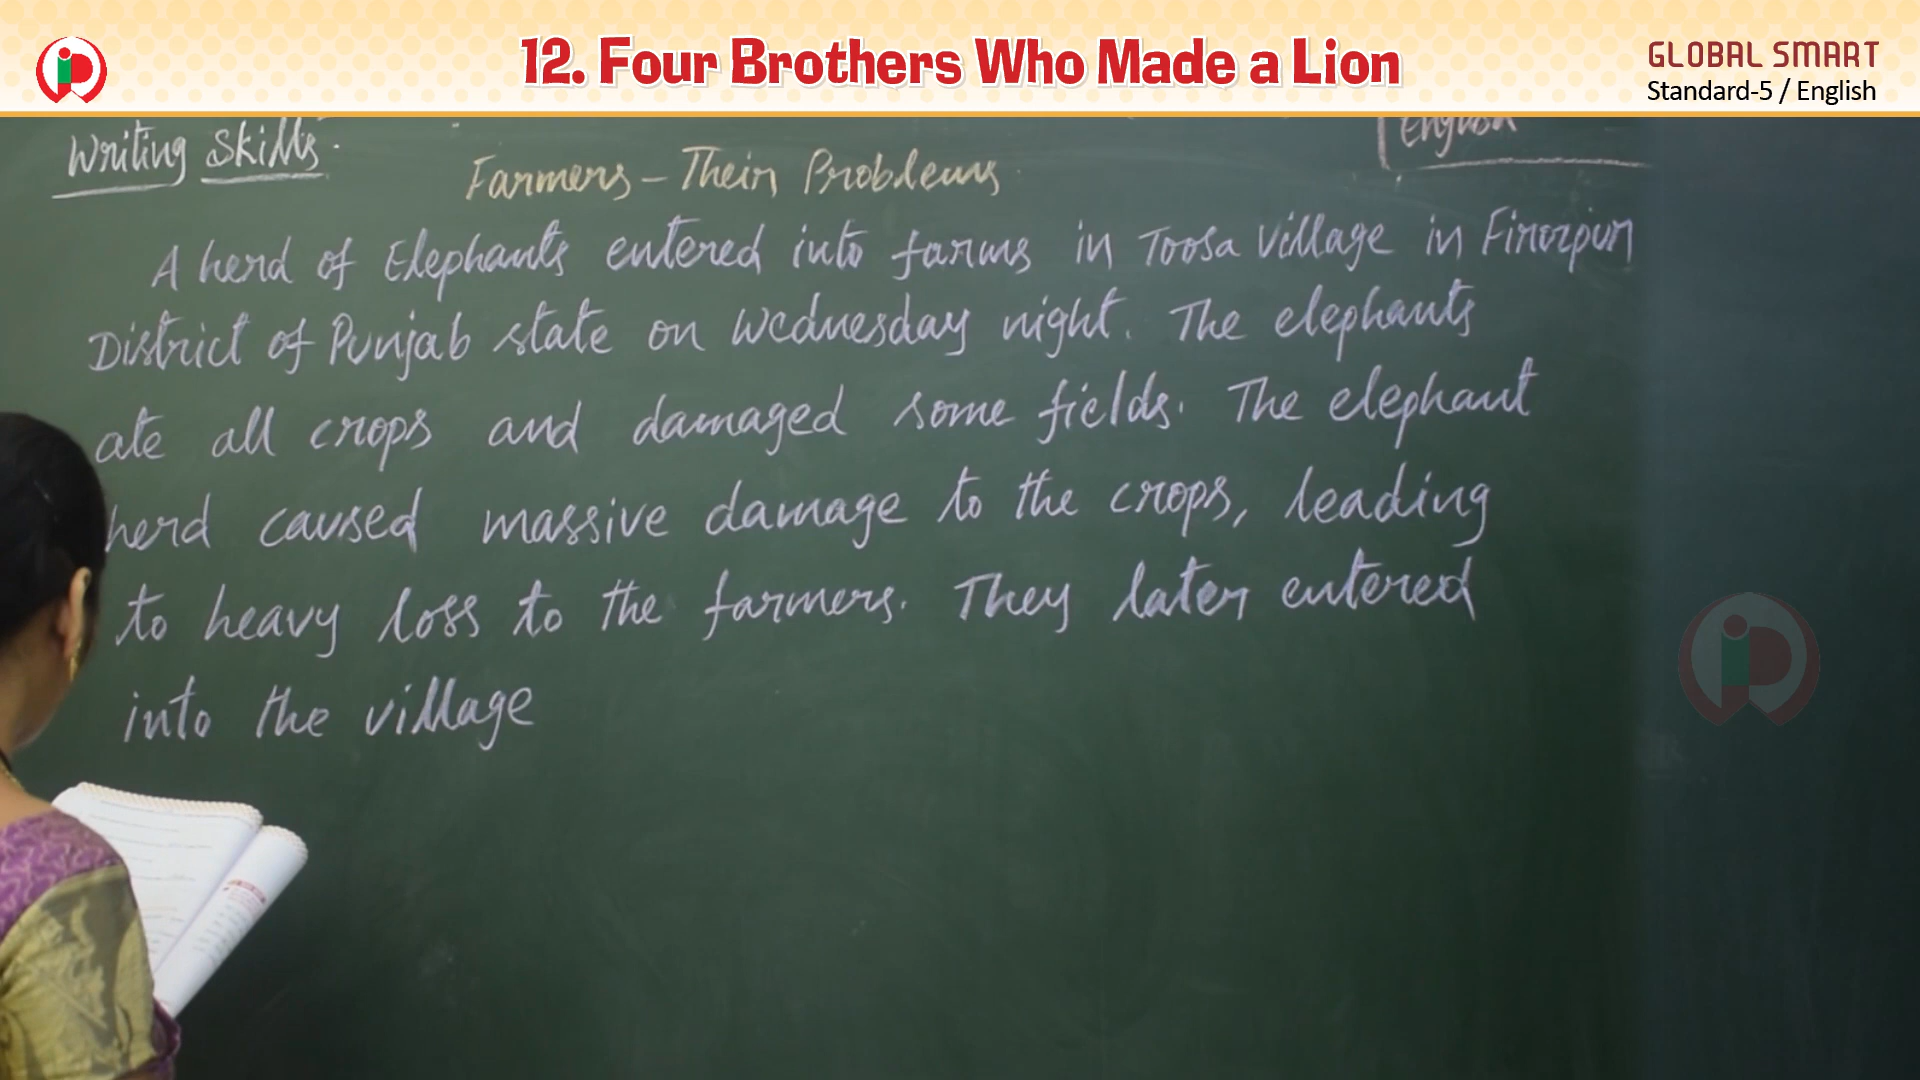 12. Four Brothers Who Made a Lion
GLOBAL SMART
Standard-5 / English
Writing Skills.
English
Farmers - Their Problems
A herd of Elephants entered into farms in Toosa Village in Firozpur
District of Punjab state on Wednesday night. The elephants
ate all crops and damaged some fields. The elephant
herd caused massive damage to the crops, leading
to heavy loss to the farmers. They later entered
into the village